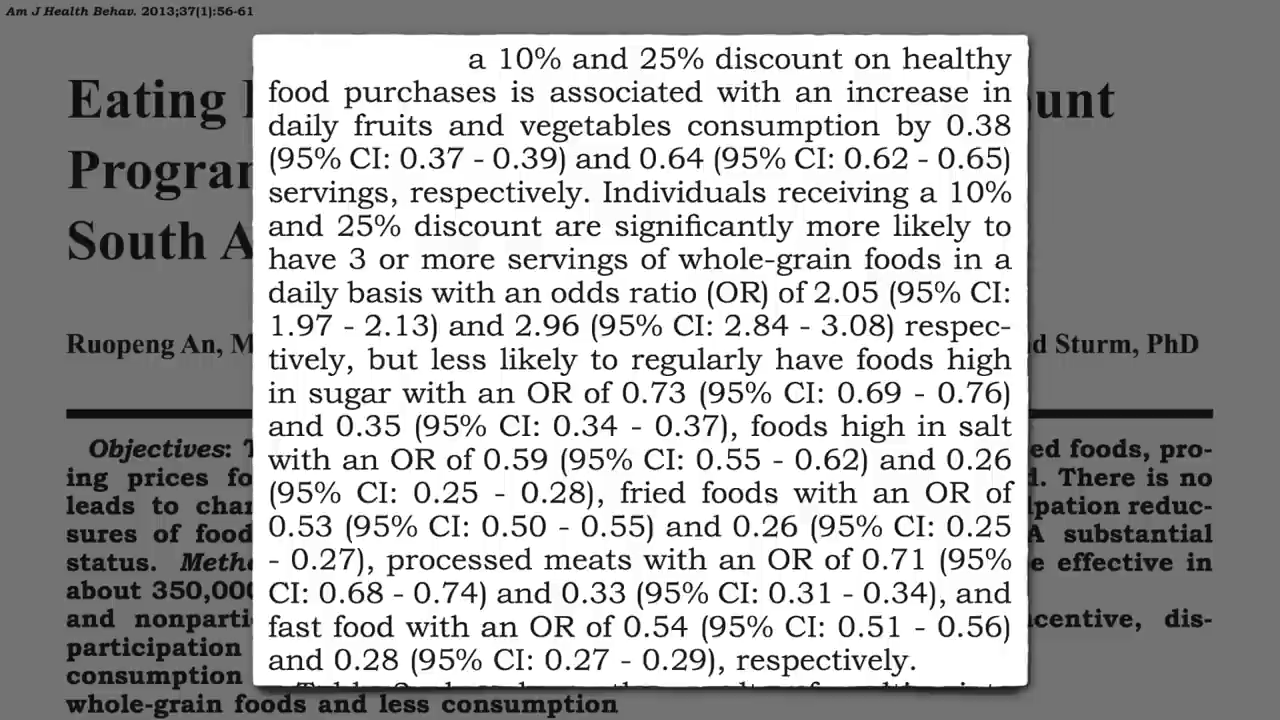 Am J Health Behav. 2013;37(1):56-61
a 10% and 25% discount on healthy
food purchases is associated with an increase in
daily fruits and vegetables consumption by 0.38
(95% CI: 0.37 - 0.39) and 0.64 (95% CI: 0.62 - 0.65)
servings, respectively. Individuals receiving a 10%
and 25% discount are significantly more likely to
have 3 or more servings of whole-grain foods in a
daily basis with an odds ratio (OR) of 2.05 (95% CI:
1.97 - 2.13) and 2.96 (95% CI: 2.84 - 3.08) respec-
tively, but less likely to regularly have foods high
in sugar with an OR of 0.73 (95% CI: 0.69 - 0.76)
and 0.35 (95% CI: 0.34 - 0.37), foods high in salt
with an OR of 0.59 (95% CI: 0.55 - 0.62) and 0.26
(95% CI: 0.25 - 0.28), fried foods with an OR of
0.53 (95% CI: 0.50 - 0.55) and 0.26 (95% CI: 0.25
- 0.27), processed meats with an OR of 0.71 (95%
CI: 0.68 - 0.74) and 0.33 (95% CI: 0.31 - 0.34), and
fast food with an OR of 0.54 (95% CI: 0.51 - 0.56)
and 0.28 (95% CI: 0.27 - 0.29), respectively.
Eating
South
Ruopeng An, d Sturm, PhD
Objectives: ed foods, pro-
ing prices There is no
leads to pation reduc-
sures of food A substantial
status. e effective in
about
and
participation
consumption
whole-grain foods and less consumption